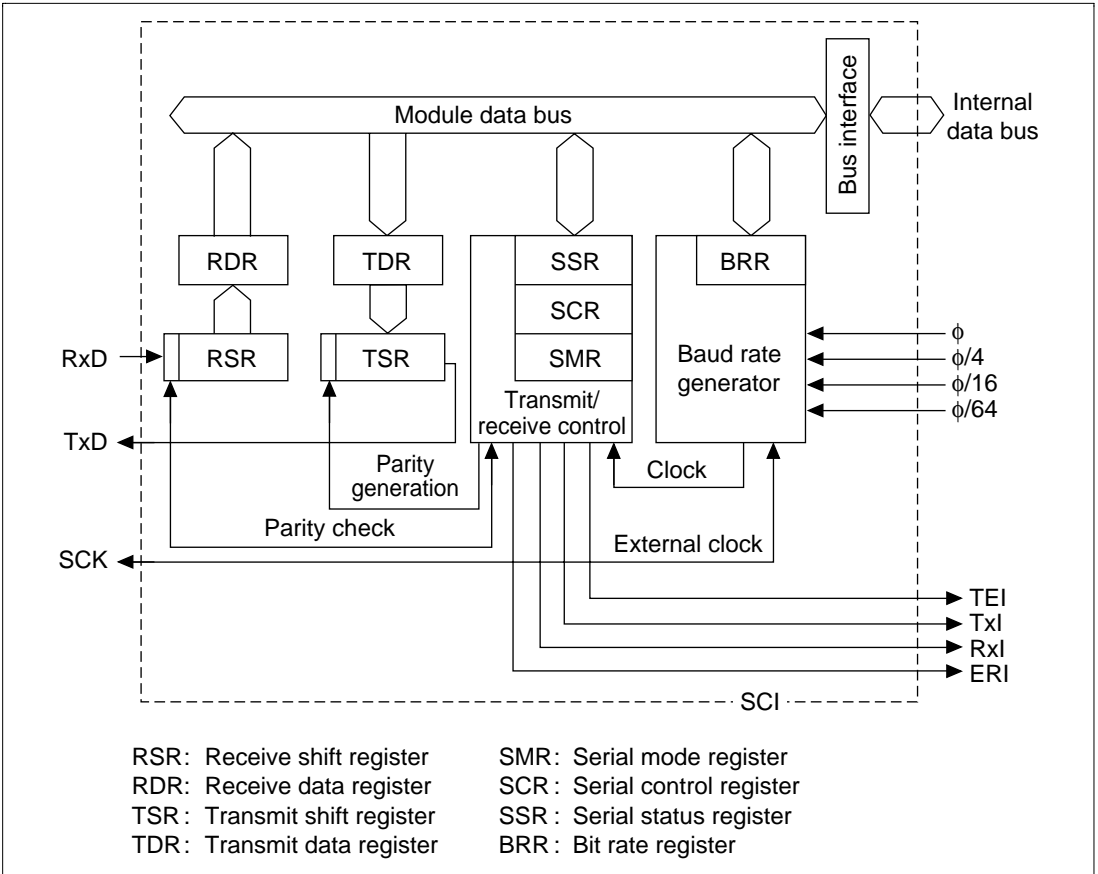 Module data bus
Bus interface
Internal
data bus
RDR
TDR
SSR
BRR
SCR
RxD
RSR
TSR
SMR
Baud rate
generator
ϕ
ϕ/4
ϕ/16
ϕ/64
Transmit/
receive control
TxD
Parity
generation
Clock
Parity check
External clock
SCK
TEI
TxI
RxI
ERI
SCI
RSR: Receive shift register
RDR: Receive data register
TSR: Transmit shift register
TDR: Transmit data register
SMR: Serial mode register
SCR: Serial control register
SSR: Serial status register
BRR: Bit rate register